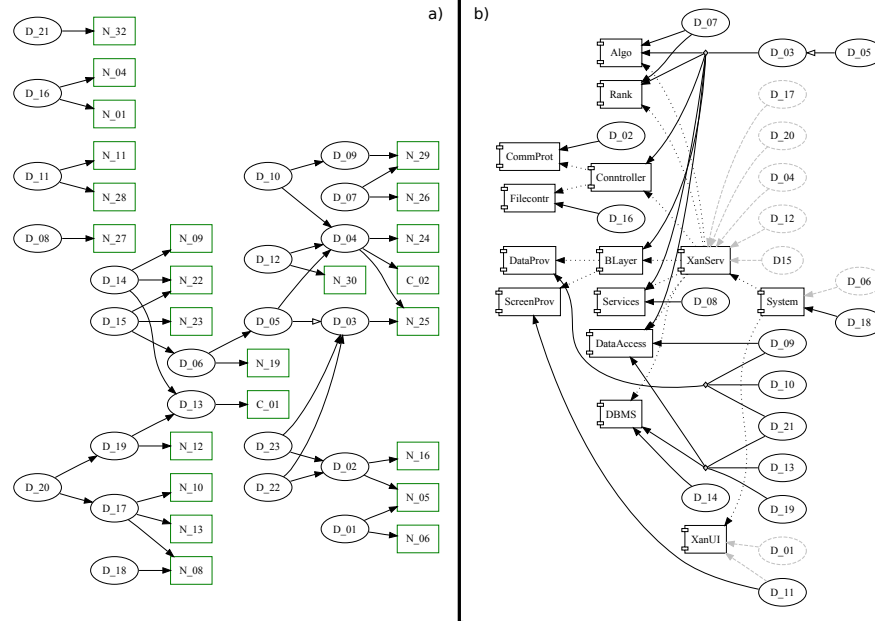 a)
D_21
N_32
D_16
N_04
N_01
D_11
N_11
N_28
D_08
N_27
D_14
D_15
N_09
N_22
N_23
D_06
N_19
D_13
C_01
D_19
N_12
D_20
D_17
N_10
N_13
D_18
N_08
D_10
D_09
N_29
D_07
N_26
D_12
D_04
N_24
N_30
C_02
D_05
D_03
N_25
D_23
D_22
D_02
N_16
N_05
D_01
N_06
b)
D_07
Algo
D_03
D_05
Rank
D_17
D_02
D_20
CommProt
Conntroller
D_04
Filecontr
D_16
D_12
DataProv
BLayer
XanServ
D15
D_06
ScreenProv
Services
D_08
System
D_18
DataAccess
D_09
D_10
DBMS
D_21
D_13
D_14
D_19
XanUI
D_01
D_11